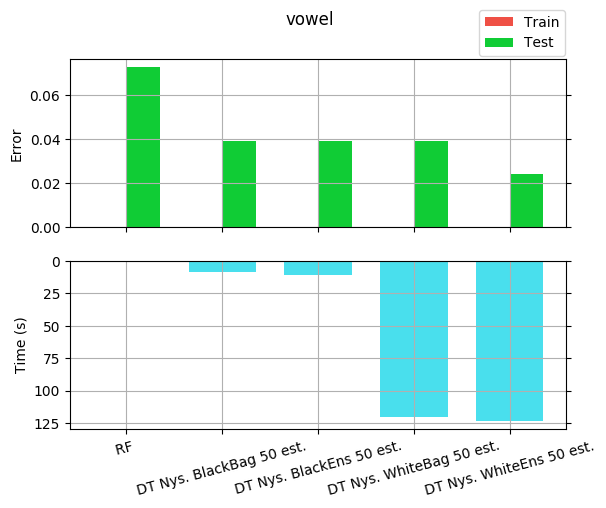 vowel
Train
Test
Error
0.06
0.04
0.02
0.00
Time (s)
0
25
50
75
100
125
RF
DT Nys. BlackBag 50 est.
DT Nys. BlackEns 50 est.
DT Nys. WhiteBag 50 est.
DT Nys. WhiteEns 50 est.